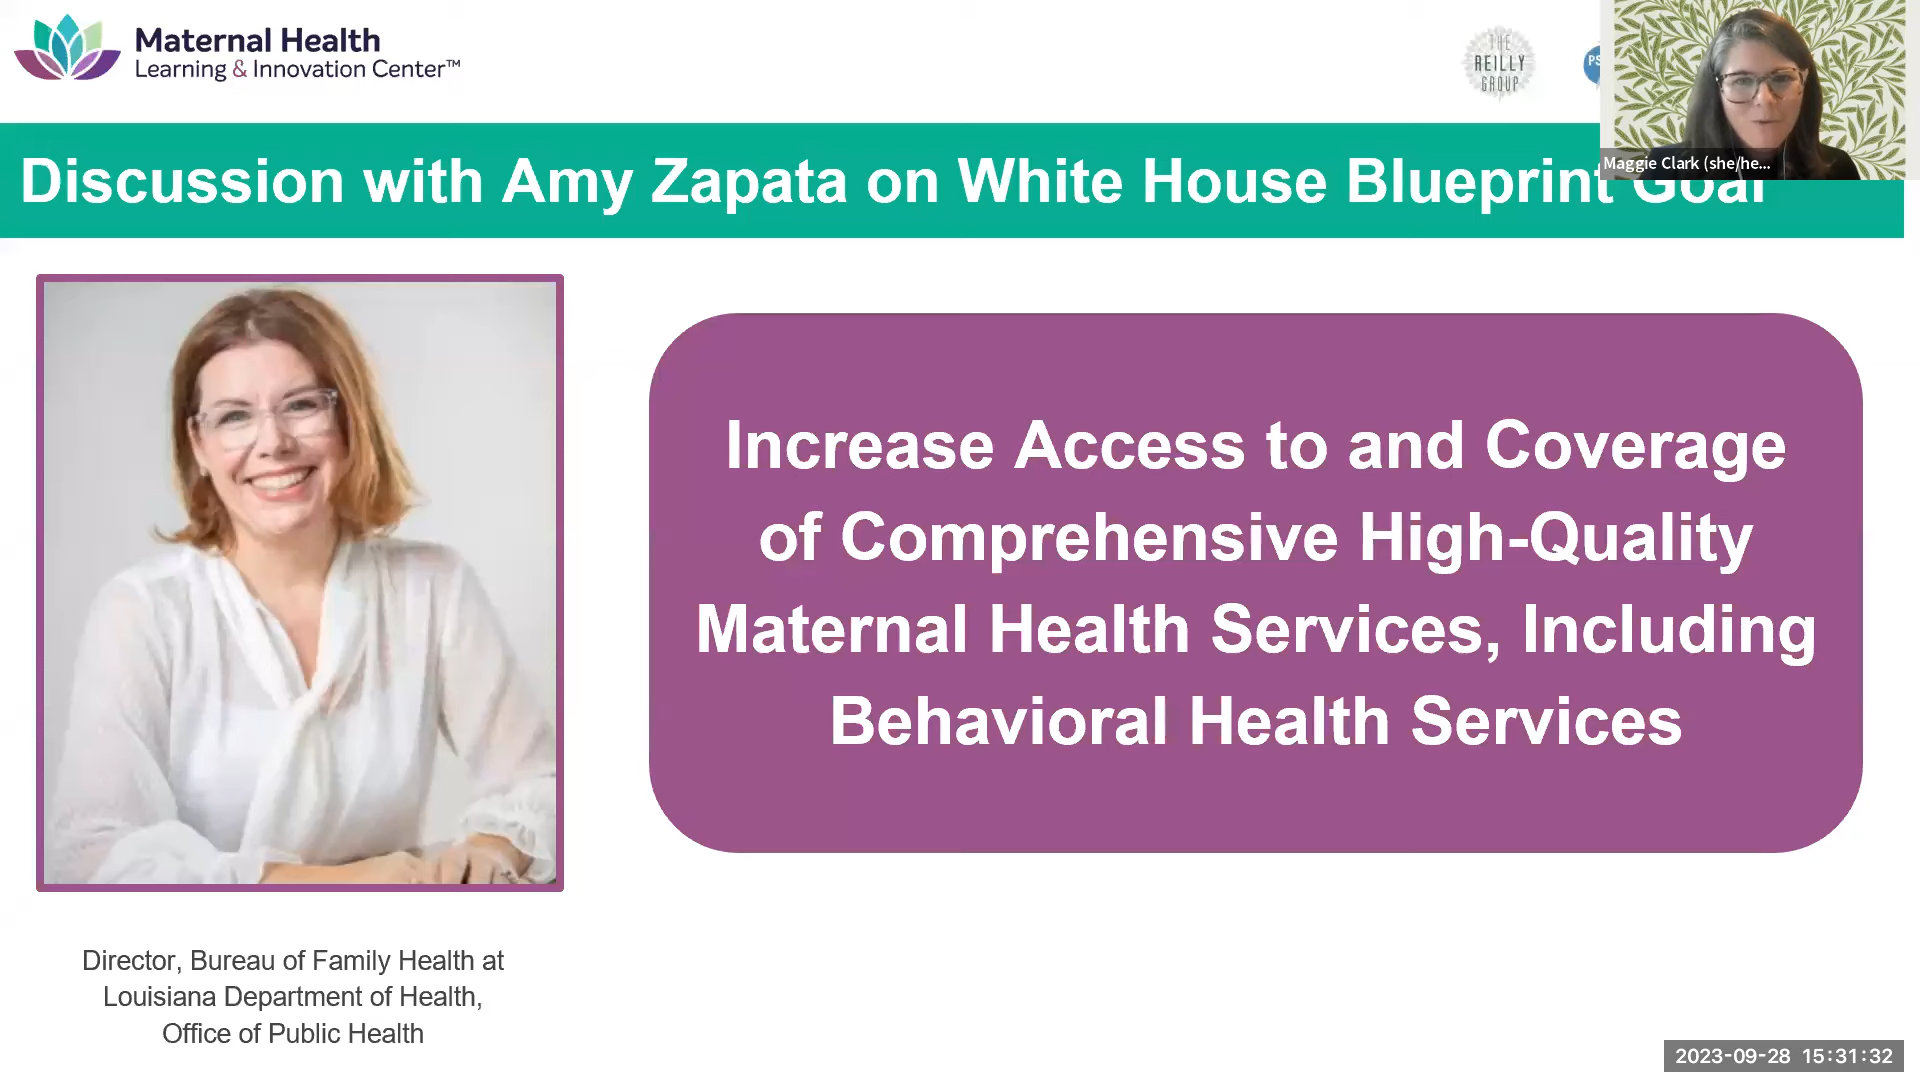 Maternal Health
Learning & Innovation Center™
THE
REILLY
GROUP
PS
Maggie Clark (she/he...
Discussion with Amy Zapata on White House Blueprint Goal
Increase Access to and Coverage
of Comprehensive High-Quality
Maternal Health Services, Including
Behavioral Health Services
Director, Bureau of Family Health at
Louisiana Department of Health,
Office of Public Health
2023-09-28 15:31:32